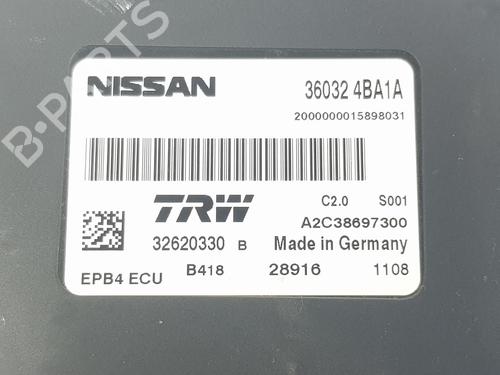 NISSAN 36032 4BA1A
2000000015898031
TRW C2.0 S001
A2C38697300
32620330 B Made in Germany
EPB4 ECU B418 28916 1108
B-PARTS